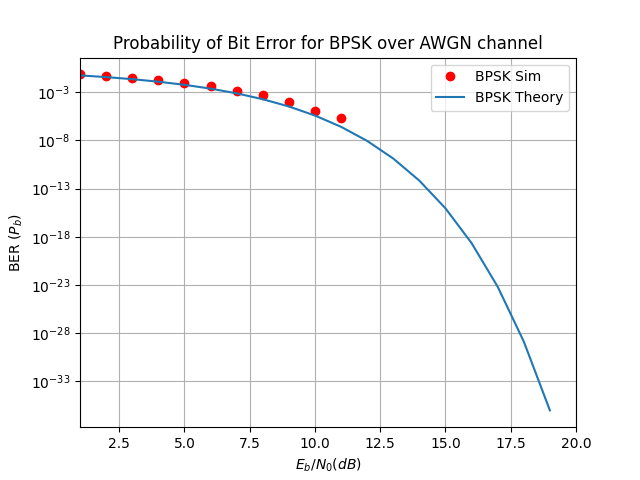 Probability of Bit Error for BPSK over AWGN channel
BPSK Sim
BPSK Theory
BER ($P_b$)
$10^{-3}$
$10^{-8}$
$10^{-13}$
$10^{-18}$
$10^{-23}$
$10^{-28}$
$10^{-33}$
2.5 5.0 7.5 10.0 12.5 15.0 17.5 20.0
$E_b/N_0(dB)$